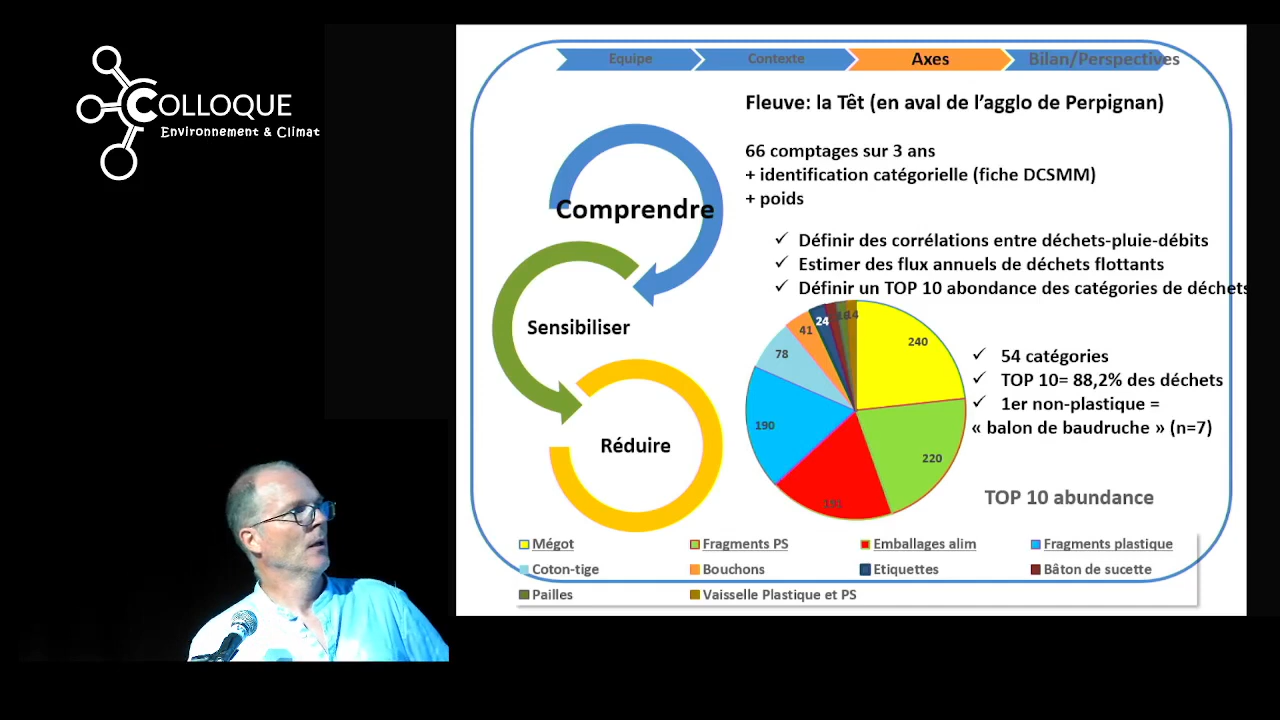 COLLOQUE
Environnement & Climat
Equipe
Contexte
Axes
Bilan/Perspectives
Fleuve: la Têt (en aval de l'agglo de Perpignan)
66 comptages sur 3 ans
+ identification catégorielle (fiche DCSMM)
+ poids
✓ Définir des corrélations entre déchets-pluie-débits
✓ Estimer des flux annuels de déchets flottants
✓ Définir un TOP 10 abondance des catégories de déchets
Comprendre
Sensibiliser
Réduire
240
220
191
190
78
41
24
14
✓ 54 catégories
✓ TOP 10= 88,2% des déchets
✓ 1er non-plastique =
« balon de baudruche » (n=7)
TOP 10 abundance
Mégot
Fragments PS
Emballages alim
Fragments plastique
Coton-tige
Bouchons
Etiquettes
Bâton de sucette
Pailles
Vaisselle Plastique et PS